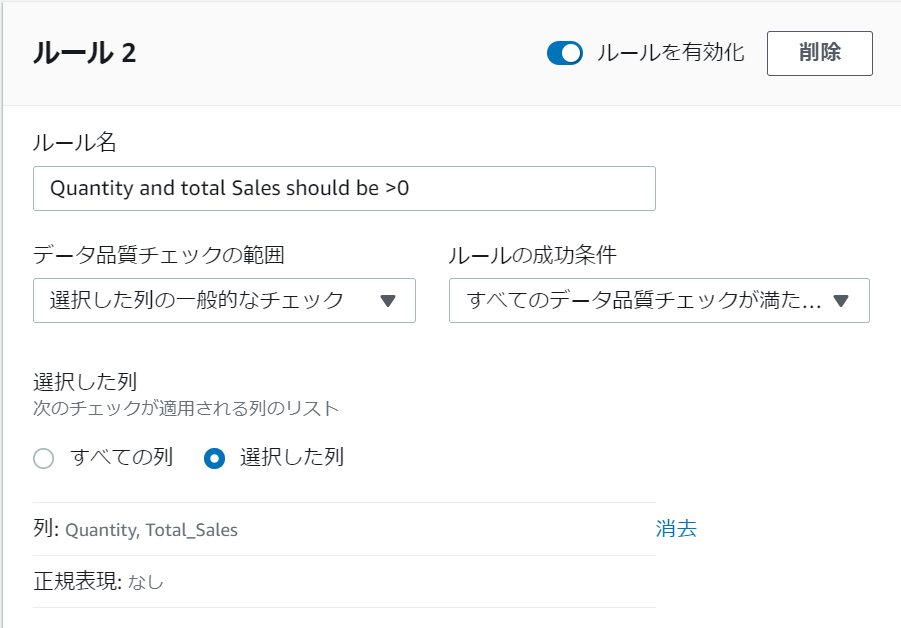 ルール 2
ルールを有効化
削除
ルール名
Quantity and total Sales should be >0
データ品質チェックの範囲
ルールの成功条件
選択した列の一般的なチェック
すべてのデータ品質チェックが満た...
選択した列
次のチェックが適用される列のリスト
すべての列
選択した列
列: Quantity, Total_Sales
消去
正規表現: なし